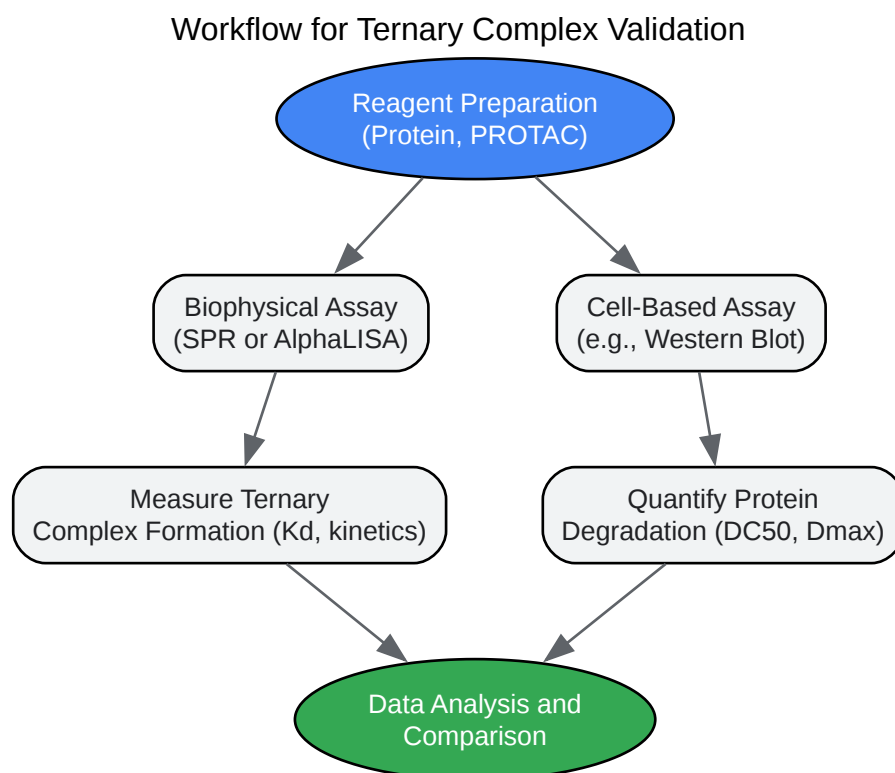 Workflow for Ternary Complex Validation
Reagent Preparation
(Protein, PROTAC)
Biophysical Assay
(SPR or AlphaLISA)
Cell-Based Assay
(e.g., Western Blot)
Measure Ternary
Complex Formation (Kd, kinetics)
Quantify Protein
Degradation (DC50, Dmax)
Data Analysis and
Comparison